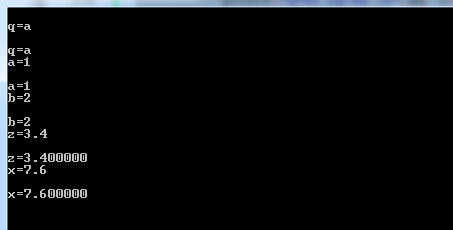 q=a
q=a
a=1
a=1
b=2
b=2
z=3.4
z=3.400000
x=7.6
x=7.600000